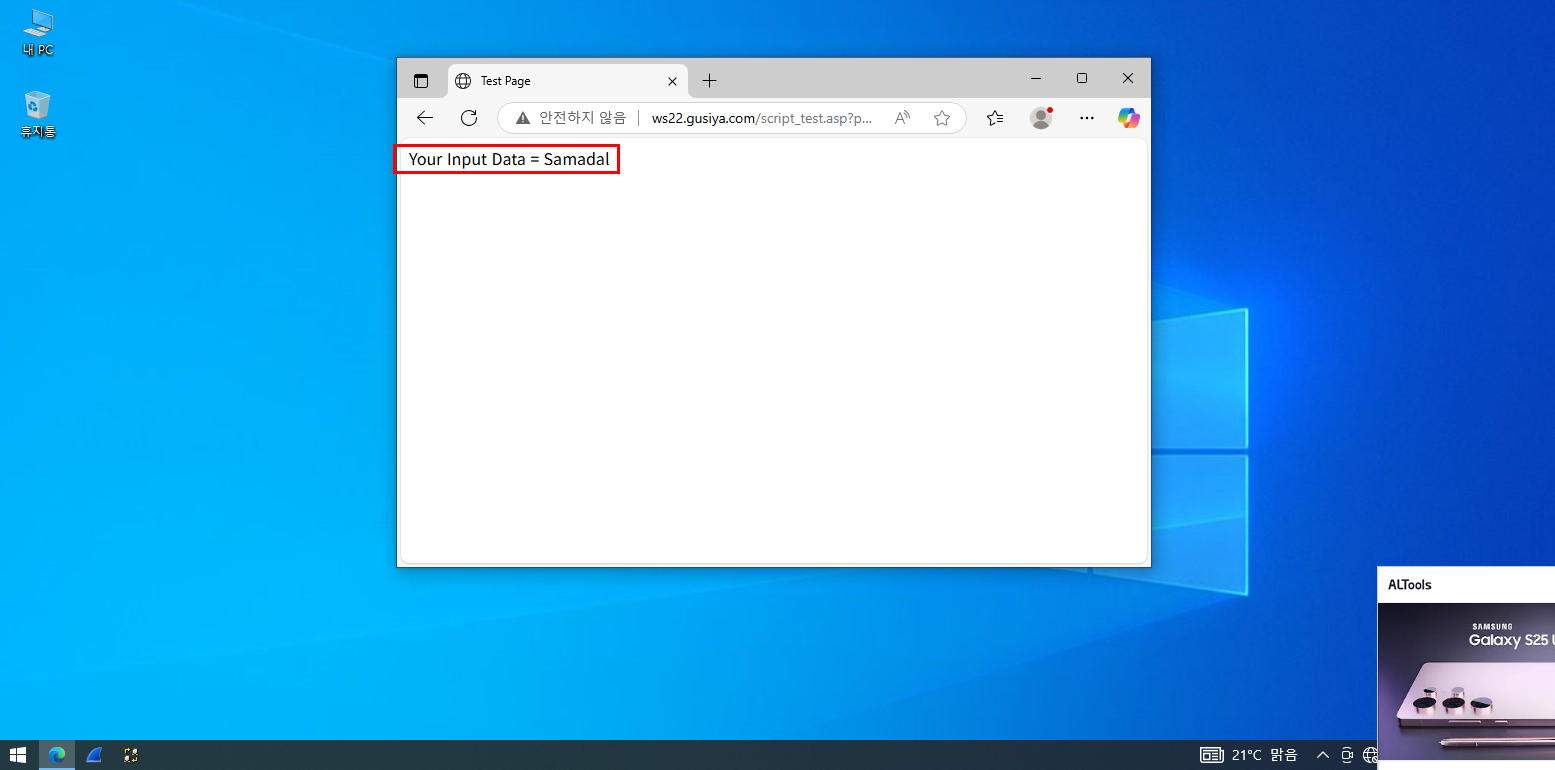 내 PC
휴지통
Test Page
안전하지 않음
ws22.gusiya.com/script_test.asp?p...
Your Input Data = Samadal
ALTools
SAMSUNG
Galaxy S25 U
21°C 맑음